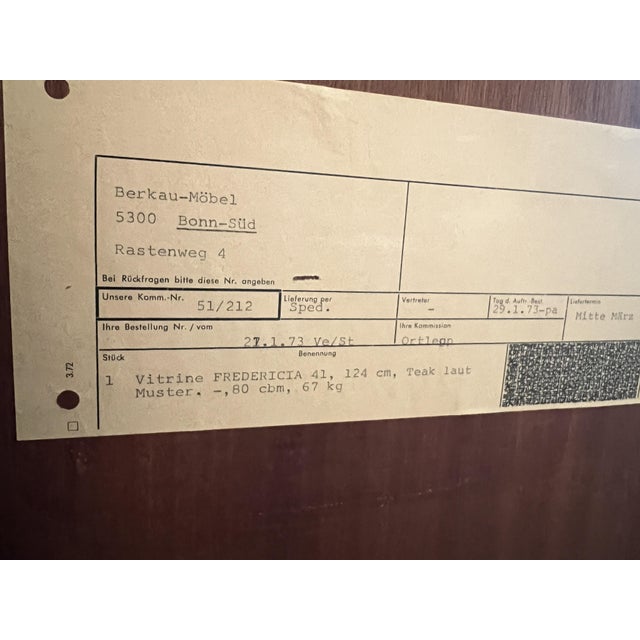 Berkau-Möbel
5300 Bonn-Süd
Rastenweg 4
Bei Rückfragen bitte diese Nr. angeben
Unsere Komm.-Nr. 51/212
Lieferung per Sped.
Vertreter -
Tag d. Auftr.-Best. 29.1.73-pa
Liefertermin Mitte März
Ihre Bestellung Nr. / vom 27.1.73 Ve/St
Ihre Kommission Ortlepp
Stück Benennung
1 Vitrine FREDERICIA 41, 124 cm, Teak laut
Muster. -,80 cbm, 67 kg
3.72